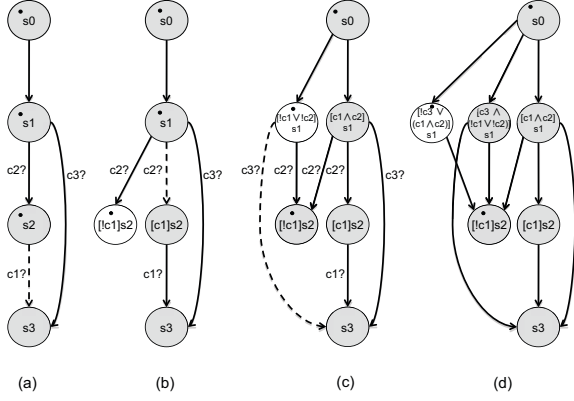 s0 s0 s0 s0
s1 s1 [!c1∨!c2] s1 [c1∧c2] s1 [!c3 ∨ (c1∧c2)] s1 [c3 ∧ (!c1∨!c2)] s1 [c1∧c2] s1
c2? c3? c2? c2? c3? c3? c2? c2? c2? c3?
s2 [!c1]s2 [c1]s2 [!c1]s2 [c1]s2 [!c1]s2 [c1]s2
c1? c1? c1?
s3 s3 s3 s3
(a) (b) (c) (d)